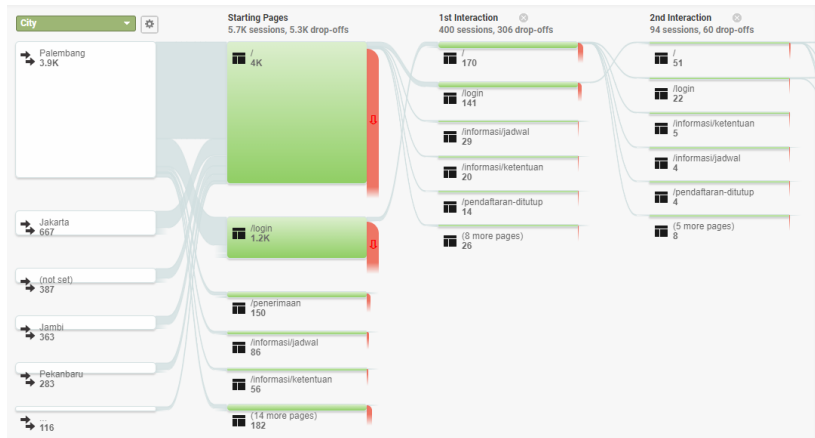 City
Palembang
3.9K
Jakarta
667
(not set)
387
Jambi
363
Pekanbaru
283
...
116
Starting Pages
5.7K sessions, 5.3K drop-offs
/
4K
/login
1.2K
/penerimaan
150
/informasi/jadwal
86
/informasi/ketentuan
56
(14 more pages)
182
1st Interaction
400 sessions, 306 drop-offs
/
170
/login
141
/informasi/jadwal
29
/informasi/ketentuan
20
/pendaftaran-ditutup
14
(8 more pages)
26
2nd Interaction
94 sessions, 60 drop-offs
/
51
/login
22
/informasi/ketentuan
5
/informasi/jadwal
4
/pendaftaran-ditutup
4
(5 more pages)
8